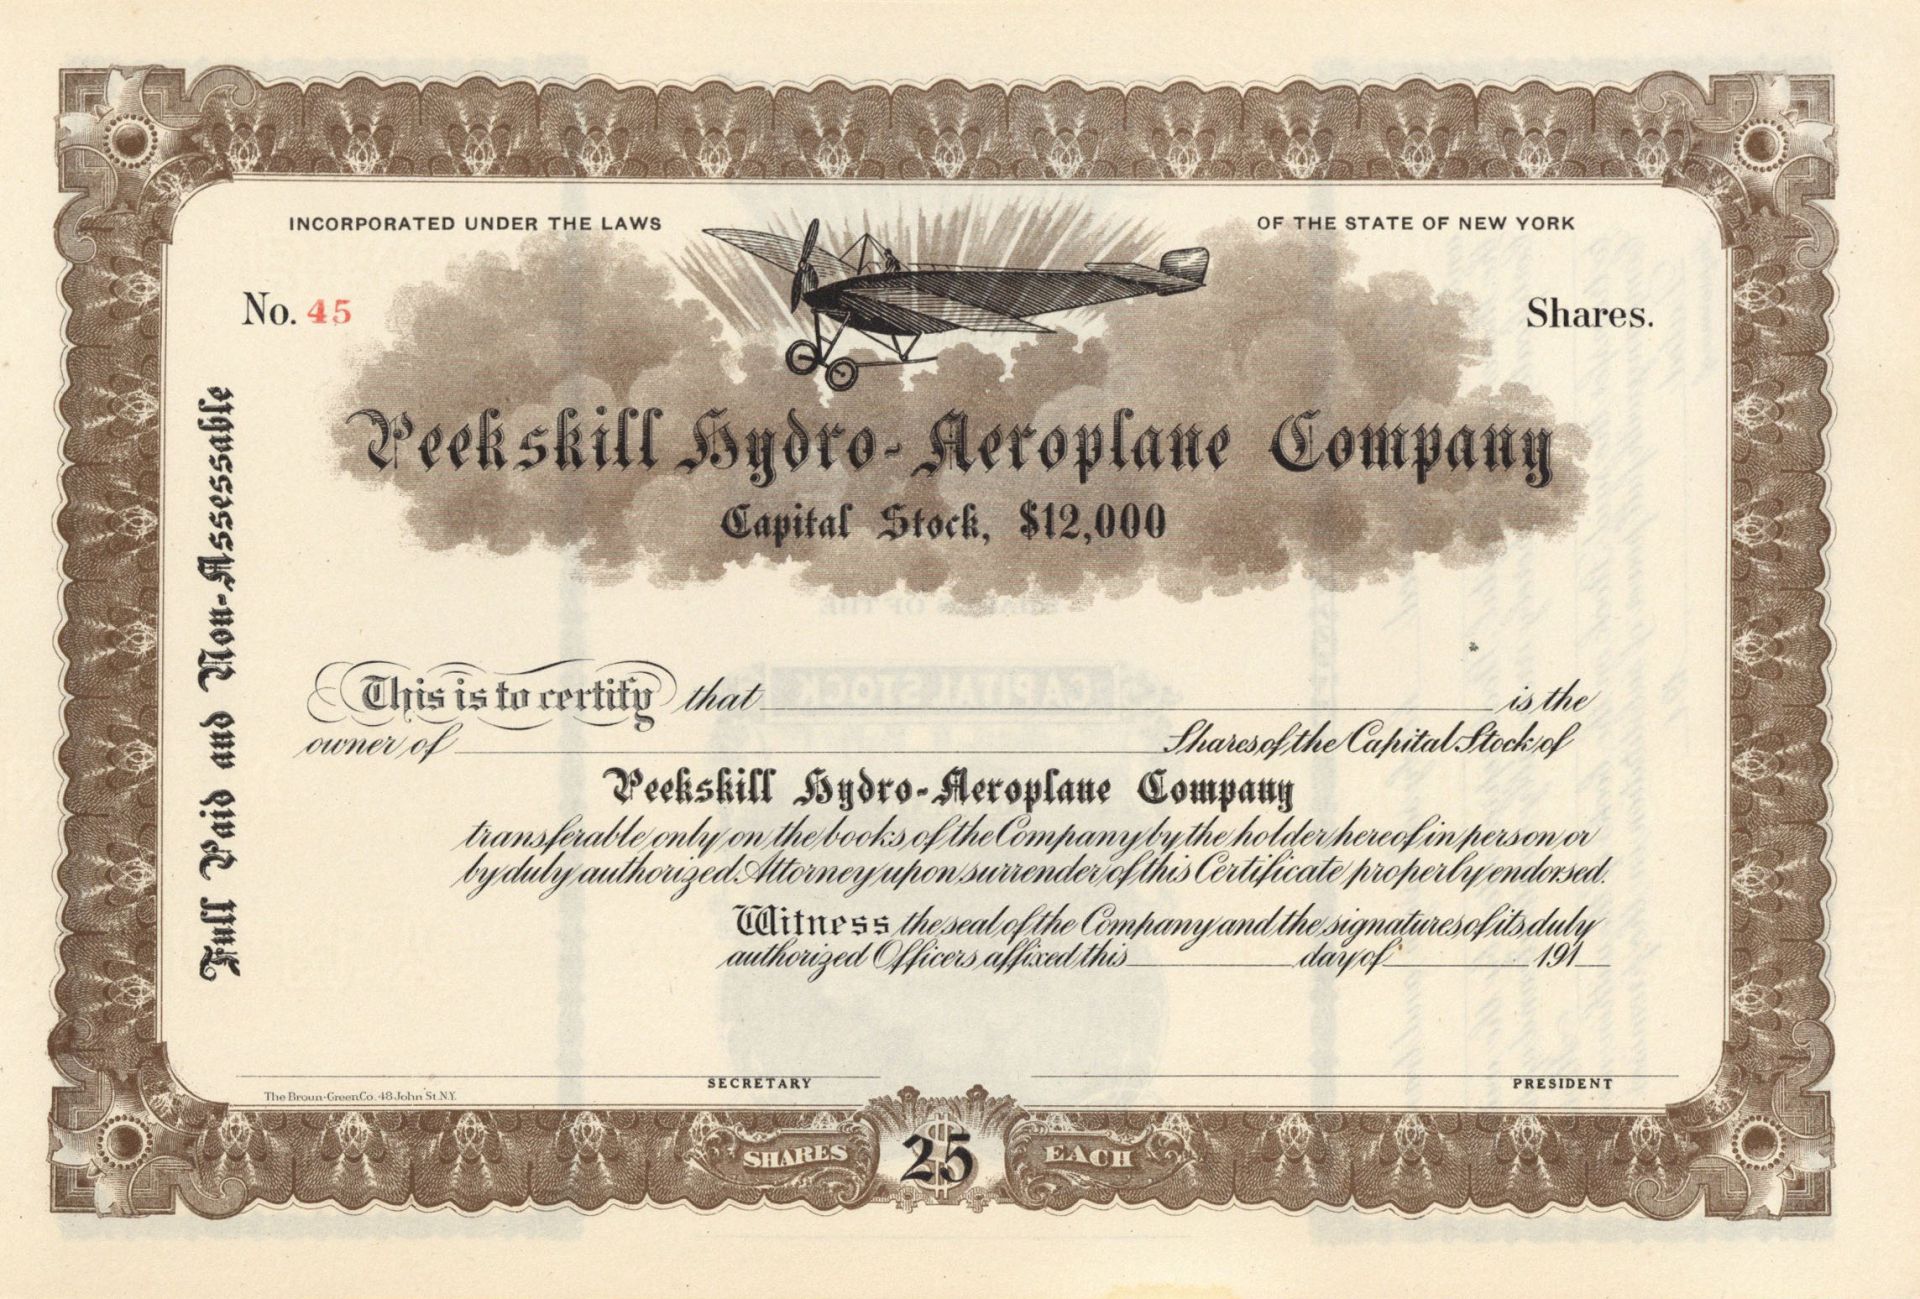 INCORPORATED UNDER THE LAWS OF THE STATE OF NEW YORK
No. 45 Shares.
Peekskill Hydro-Aeroplane Company
Capital Stock, $12,000
Full Paid and Non-Assessable
This is to certify that is the
owner of Shares of the Capital Stock of
Peekskill Hydro-Aeroplane Company
transferable only on the books of the Company by the holder hereof in person or
by duly authorized Attorney upon surrender of this Certificate properly endorsed.
Witness the seal of the Company and the signatures of its duly
authorized Officers affixed this day of 191
SECRETARY PRESIDENT
The Broun-Green Co. 48 John St. N.Y.
SHARES $25 EACH